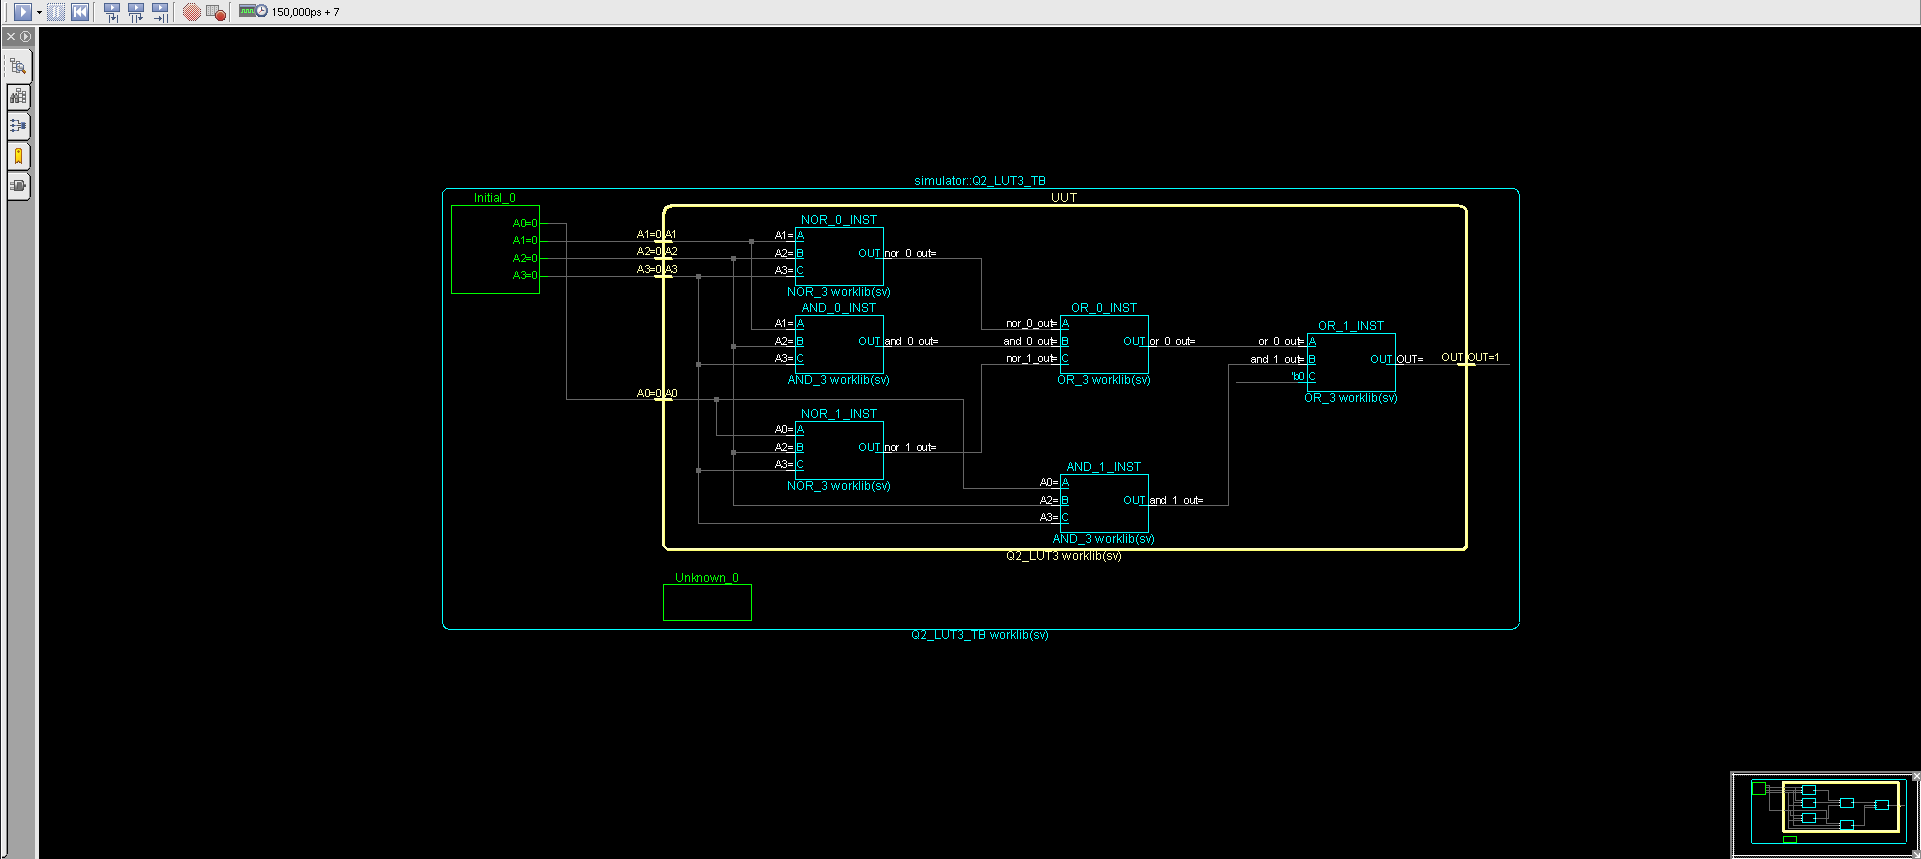 150,000ps + 7
simulator::Q2_LUT3_TB
Initial_0
A0=0
A1=0
A2=0
A3=0
UUT
A1=0 A1
A2=0 A2
A3=0 A3
A0=0 A0
NOR_0_INST
A1= A
A2= B
A3= C
OUT nor_0_out=
NOR_3 worklib(sv)
AND_0_INST
A1= A
A2= B
A3= C
OUT and_0_out=
AND_3 worklib(sv)
NOR_1_INST
A0= A
A2= B
A3= C
OUT nor_1_out=
NOR_3 worklib(sv)
OR_0_INST
nor_0_out= A
and_0_out= B
nor_1_out= C
OUT or_0_out=
OR_3 worklib(sv)
AND_1_INST
A0= A
A2= B
A3= C
OUT and_1_out=
AND_3 worklib(sv)
OR_1_INST
or_0_out= A
and_1_out= B
'b0 C
OUT OUT=
OR_3 worklib(sv)
OUT OUT=1
Q2_LUT3 worklib(sv)
Unknown_0
Q2_LUT3_TB worklib(sv)